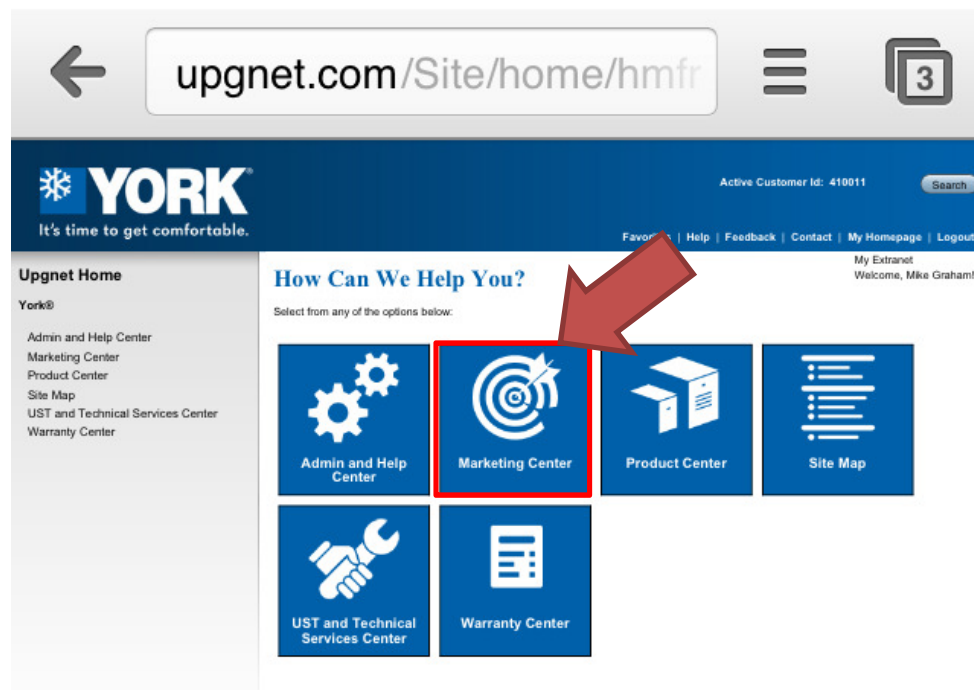 upgnet.com/Site/home/hmfr
3
YORK®
It's time to get comfortable.
Active Customer Id: 410011
Search
| Help | Feedback | Contact | My Homepage | Logout
My Extranet
Welcome, Mike Graham!
Upgnet Home
York®
Admin and Help Center
Marketing Center
Product Center
Site Map
UST and Technical Services Center
Warranty Center
How Can We Help You?
Select from any of the options below:
Admin and Help
Center
Marketing Center
Product Center
Site Map
UST and Technical
Services Center
Warranty Center